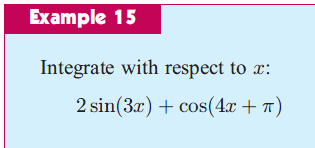 Example 15
Integrate with respect to x:
2 sin(3x) + cos(4x + π)